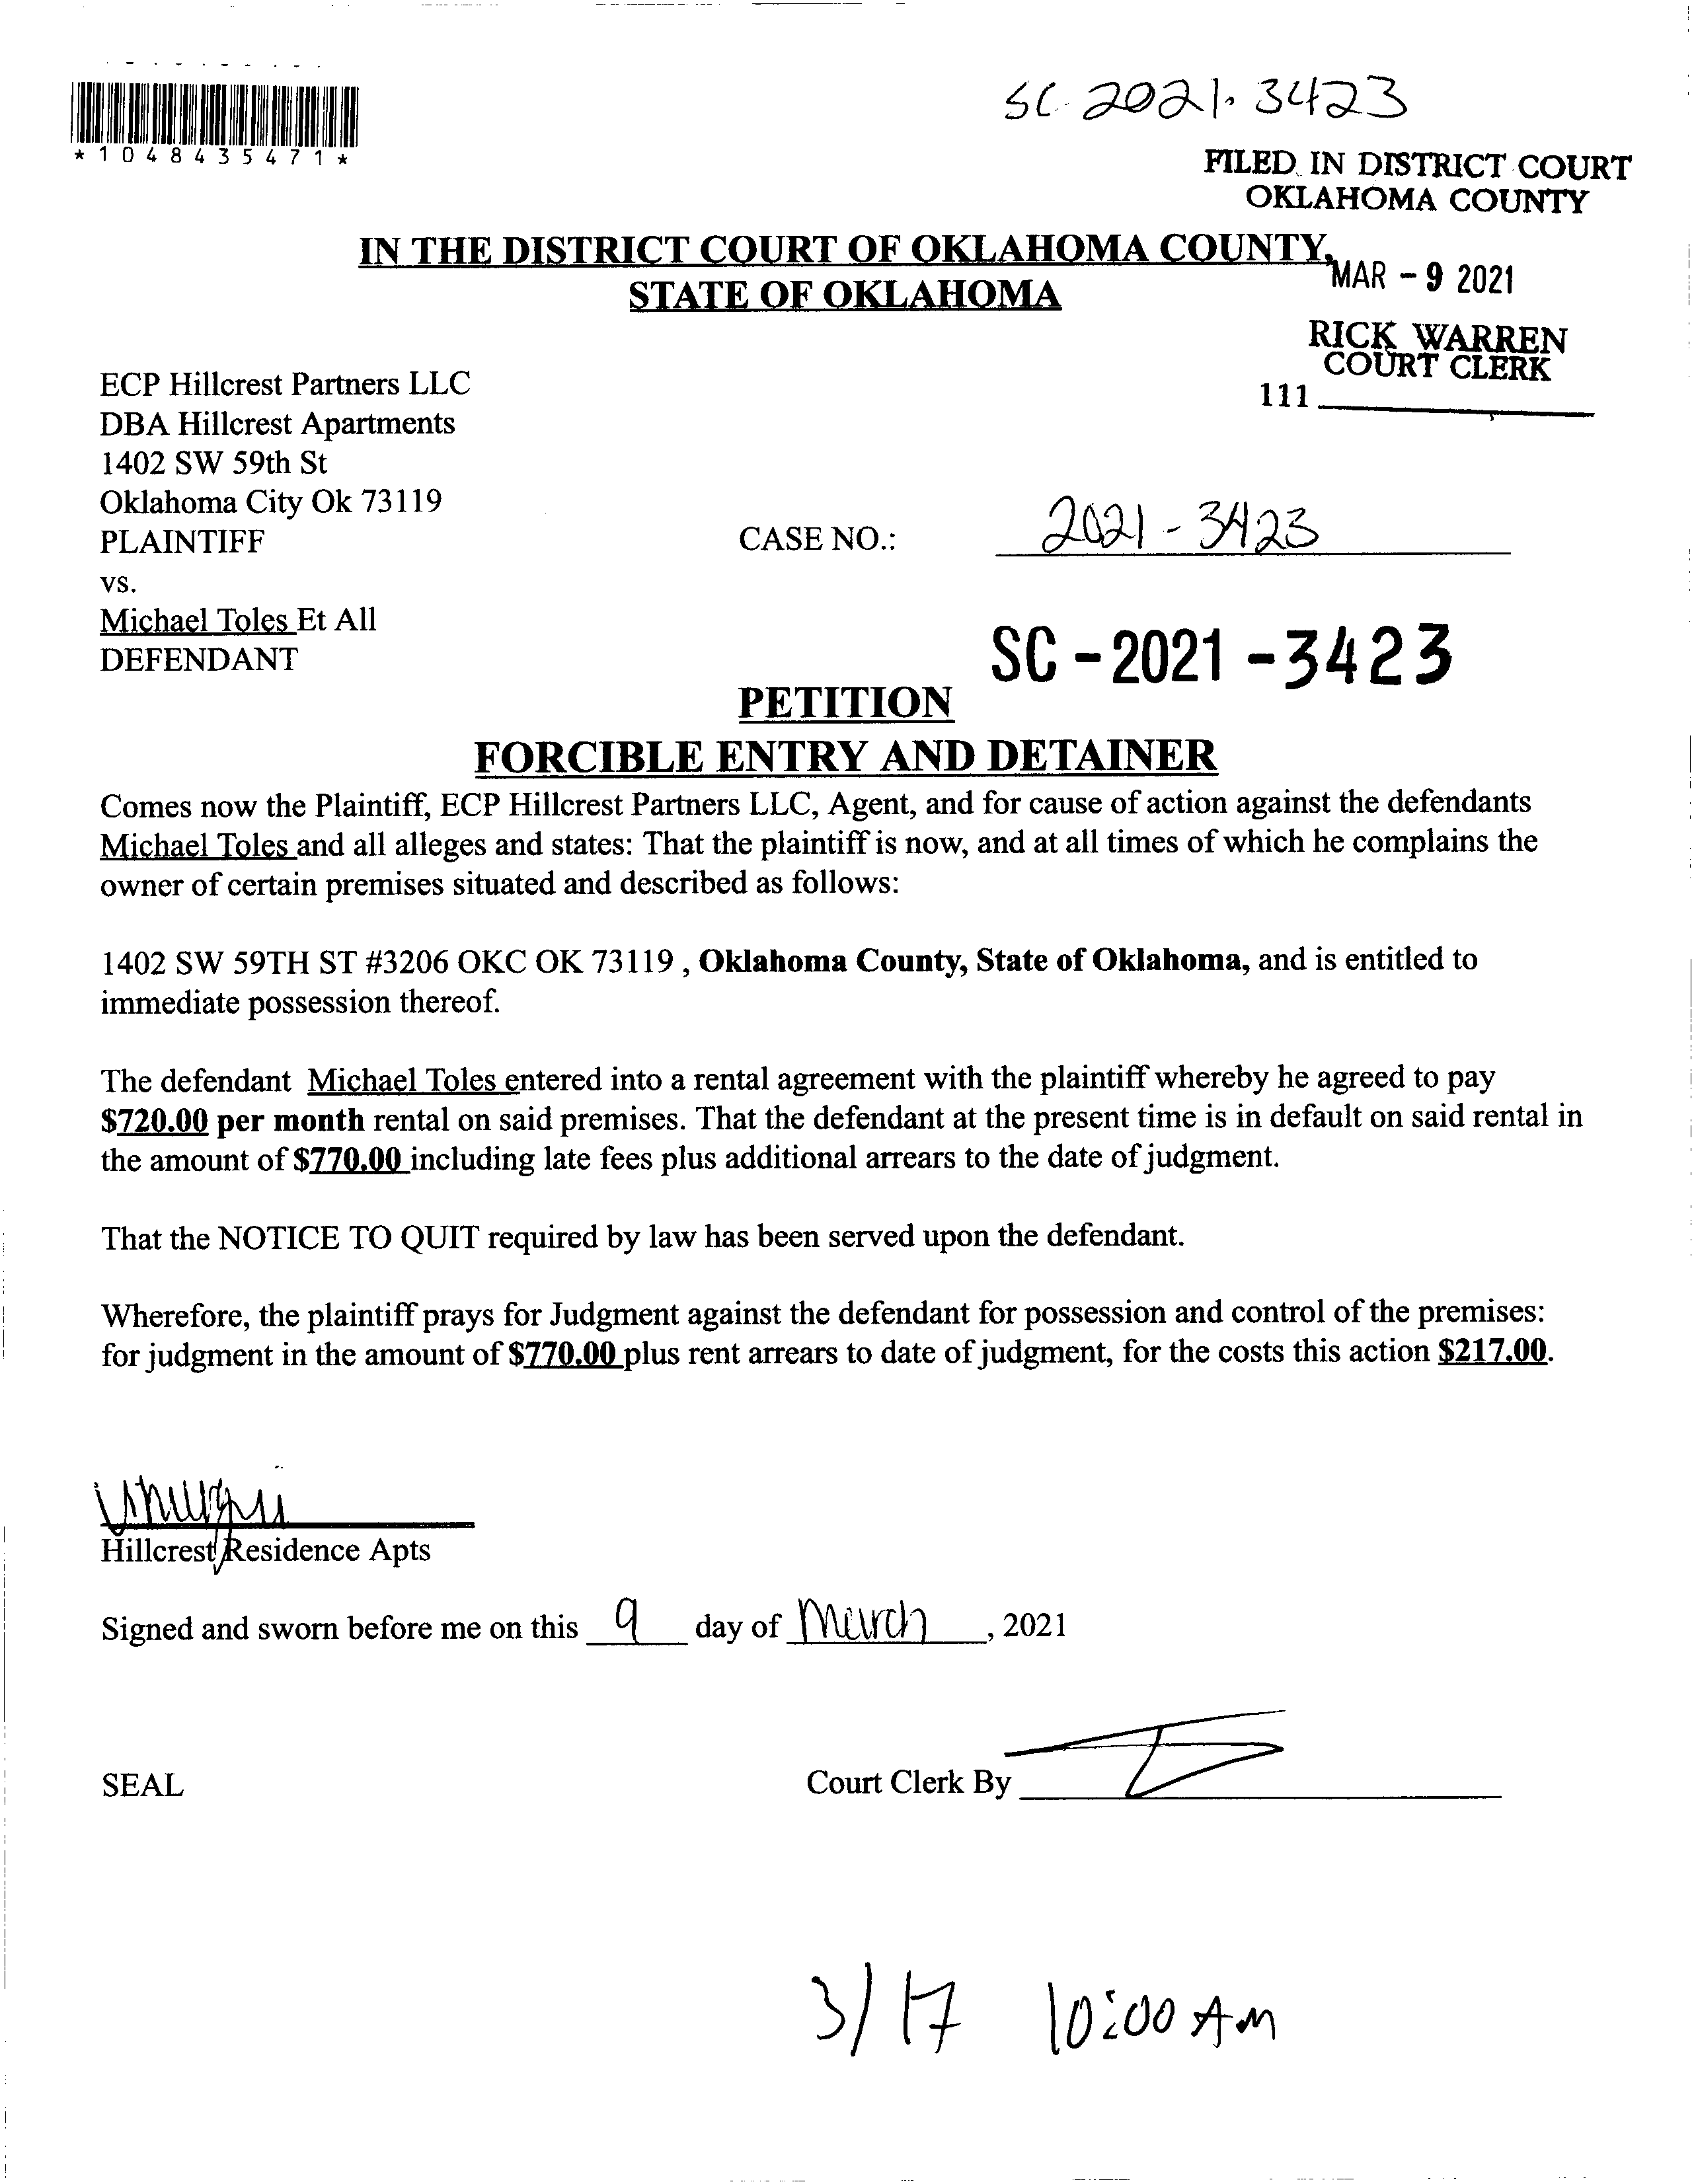 SC-2021-3423
*1048435471*
FILED IN DISTRICT COURT
OKLAHOMA COUNTY
IN THE DISTRICT COURT OF OKLAHOMA COUNTY,
STATE OF OKLAHOMA
MAR - 9 2021
RICK WARREN
COURT CLERK
111
ECP Hillcrest Partners LLC
DBA Hillcrest Apartments
1402 SW 59th St
Oklahoma City Ok 73119
PLAINTIFF
CASE NO.: 2021-3423
vs.
Michael Toles Et All
DEFENDANT
SC-2021-3423
PETITION
FORCIBLE ENTRY AND DETAINER
Comes now the Plaintiff, ECP Hillcrest Partners LLC, Agent, and for cause of action against the defendants
Michael Toles and all alleges and states: That the plaintiff is now, and at all times of which he complains the
owner of certain premises situated and described as follows:
1402 SW 59TH ST #3206 OKC OK 73119 , Oklahoma County, State of Oklahoma, and is entitled to
immediate possession thereof.
The defendant Michael Toles entered into a rental agreement with the plaintiff whereby he agreed to pay
$720.00 per month rental on said premises. That the defendant at the present time is in default on said rental in
the amount of $770.00 including late fees plus additional arrears to the date of judgment.
That the NOTICE TO QUIT required by law has been served upon the defendant.
Wherefore, the plaintiff prays for Judgment against the defendant for possession and control of the premises:
for judgment in the amount of $770.00 plus rent arrears to date of judgment, for the costs this action $217.00.
Hillcrest Residence Apts
Signed and sworn before me on this 9 day of March , 2021
SEAL
Court Clerk By
3/17 10:00 AM